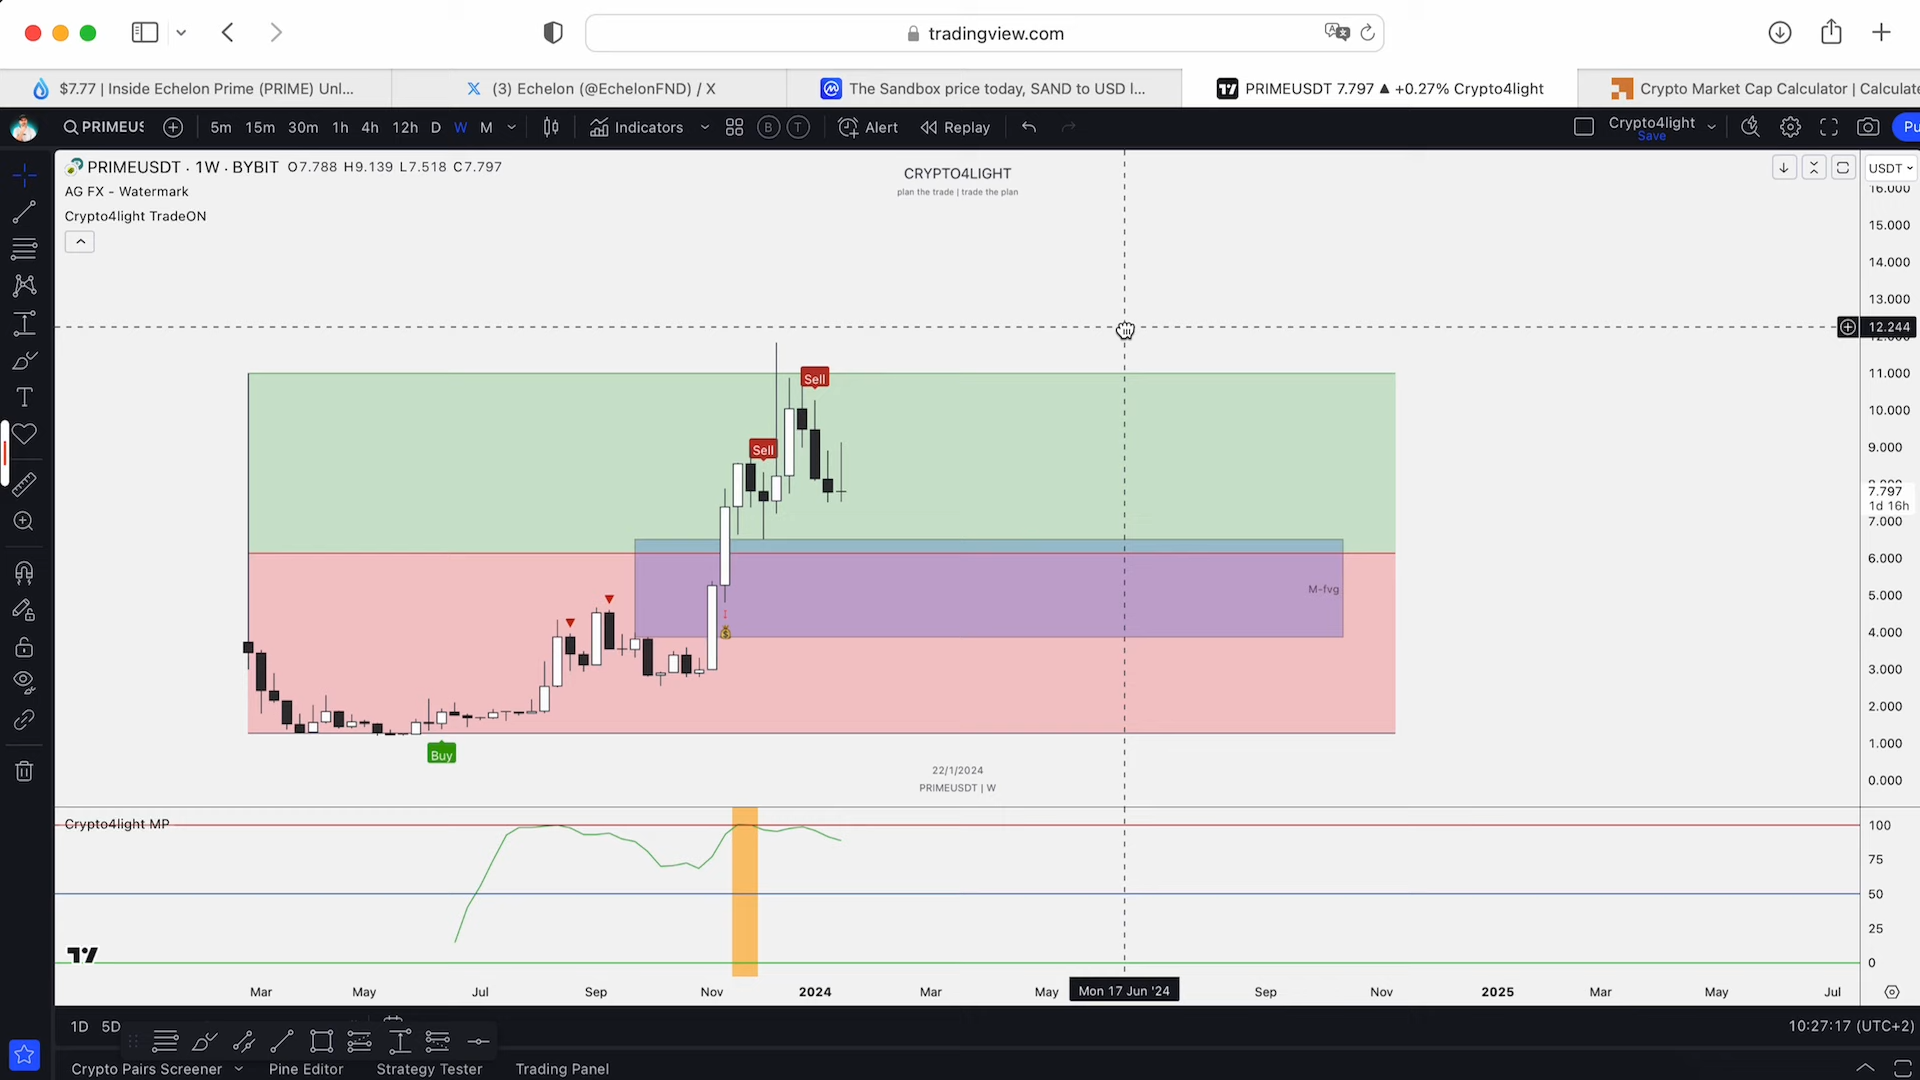 tradingview.com
$7.77 | Inside Echelon Prime (PRIME) Unl...
(3) Echelon (@EchelonFND) / X
The Sandbox price today, SAND to USD l...
PRIMEUSDT 7.797 ▲ +0.27% Crypto4light
Crypto Market Cap Calculator | Calculate
PRIMEUS
5m 15m 30m 1h 4h 12h D W M
Indicators
B T
Alert
Replay
Crypto4light
Save
Pu
PRIMEUSDT · 1W · BYBIT O7.788 H9.139 L7.518 C7.797
AG FX - Watermark
Crypto4light TradeON
CRYPTO4LIGHT
plan the trade | trade the plan
USDT
16.000
15.000
14.000
13.000
12.244
11.000
10.000
9.000
7.797
1d 16h
7.000
6.000
5.000
4.000
3.000
2.000
1.000
0.000
Sell
Sell
M-fvg
Buy
22/1/2024
PRIMEUSDT | W
Crypto4light MP
100
75
50
25
0
Mar May Jul Sep Nov 2024 Mar May Mon 17 Jun '24 Sep Nov 2025 Mar May Jul
1D 5D
10:27:17 (UTC+2)
Crypto Pairs Screener Pine Editor Strategy Tester Trading Panel